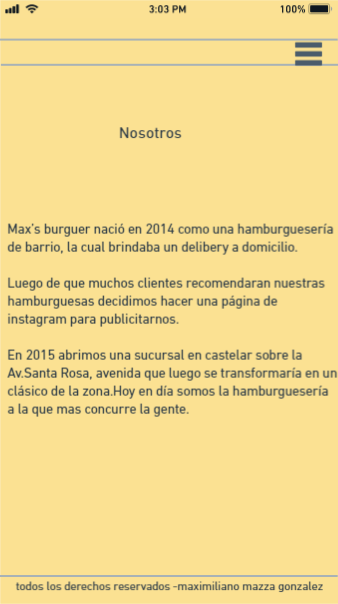 3:03 PM
100%
Nosotros
Max's burguer nació en 2014 como una hamburguesería
de barrio, la cual brindaba un delibery a domicilio.
Luego de que muchos clientes recomendaran nuestras
hamburguesas decidimos hacer una página de
instagram para publicitarnos.
En 2015 abrimos una sucursal en castelar sobre la
Av.Santa Rosa, avenida que luego se transformaría en un
clásico de la zona.Hoy en día somos la hamburguesería
a la que mas concurre la gente.
todos los derechos reservados -maximiliano mazza gonzalez